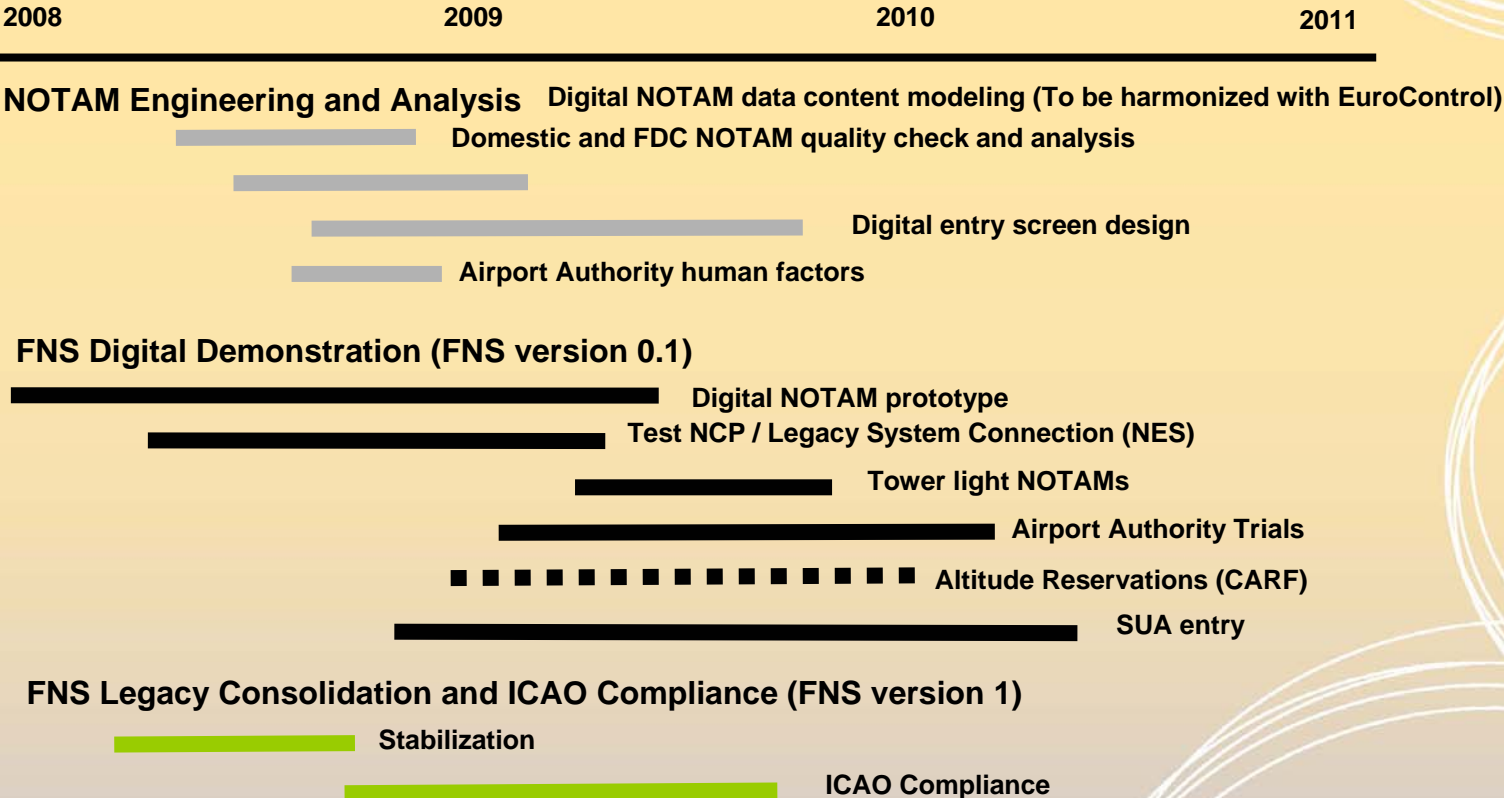 2008 2009 2010 2011
NOTAM Engineering and Analysis Digital NOTAM data content modeling (To be harmonized with EuroControl)
Domestic and FDC NOTAM quality check and analysis
Digital entry screen design
Airport Authority human factors
FNS Digital Demonstration (FNS version 0.1)
Digital NOTAM prototype
Test NCP / Legacy System Connection (NES)
Tower light NOTAMs
Airport Authority Trials
Altitude Reservations (CARF)
SUA entry
FNS Legacy Consolidation and ICAO Compliance (FNS version 1)
Stabilization
ICAO Compliance